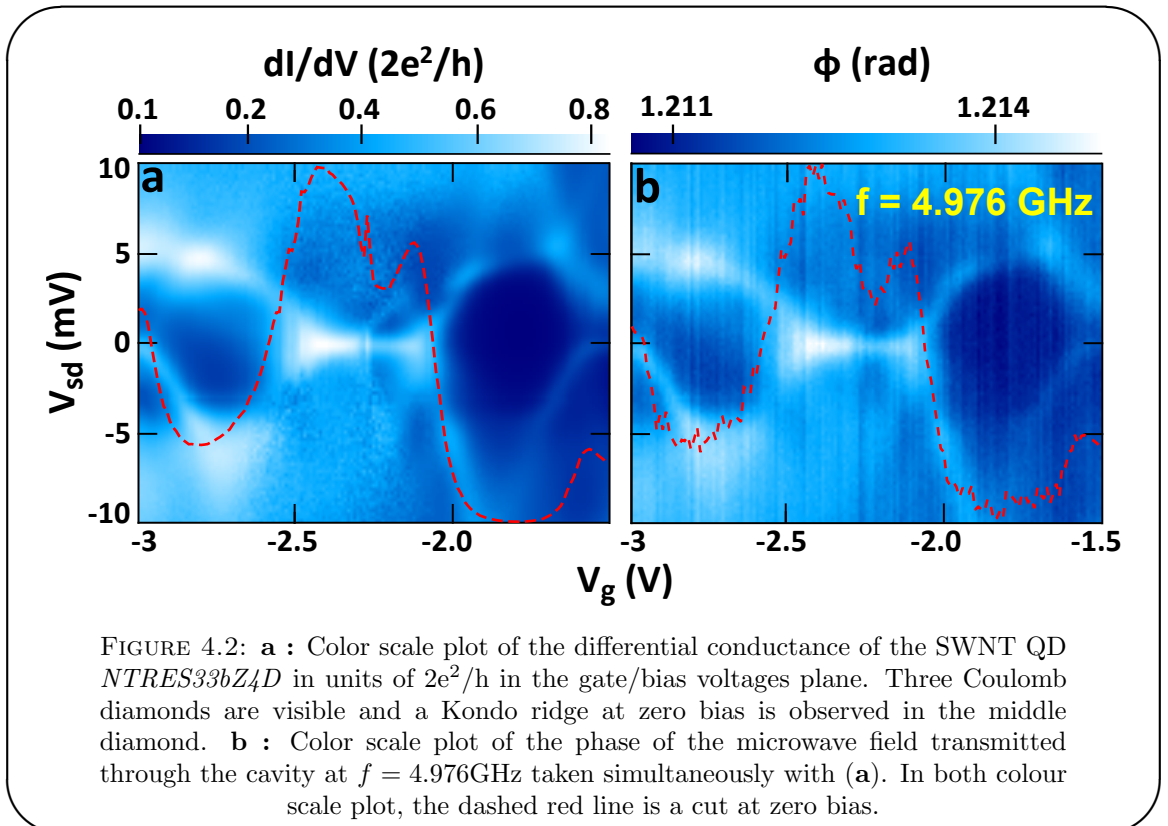 dI/dV (2e²/h)
ϕ (rad)
0.1 0.2 0.4 0.6 0.8
1.211 1.214
a
b
f = 4.976 GHz
10
5
0
-5
-10
V_sd (mV)
-3 -2.5 -2.0
-3 -2.5 -2.0 -1.5
V_g (V)
FIGURE 4.2: a : Color scale plot of the differential conductance of the SWNT QD
NTRES33bZ4D in units of 2e²/h in the gate/bias voltages plane. Three Coulomb
diamonds are visible and a Kondo ridge at zero bias is observed in the middle
diamond. b : Color scale plot of the phase of the microwave field transmitted
through the cavity at f = 4.976GHz taken simultaneously with (a). In both colour
scale plot, the dashed red line is a cut at zero bias.